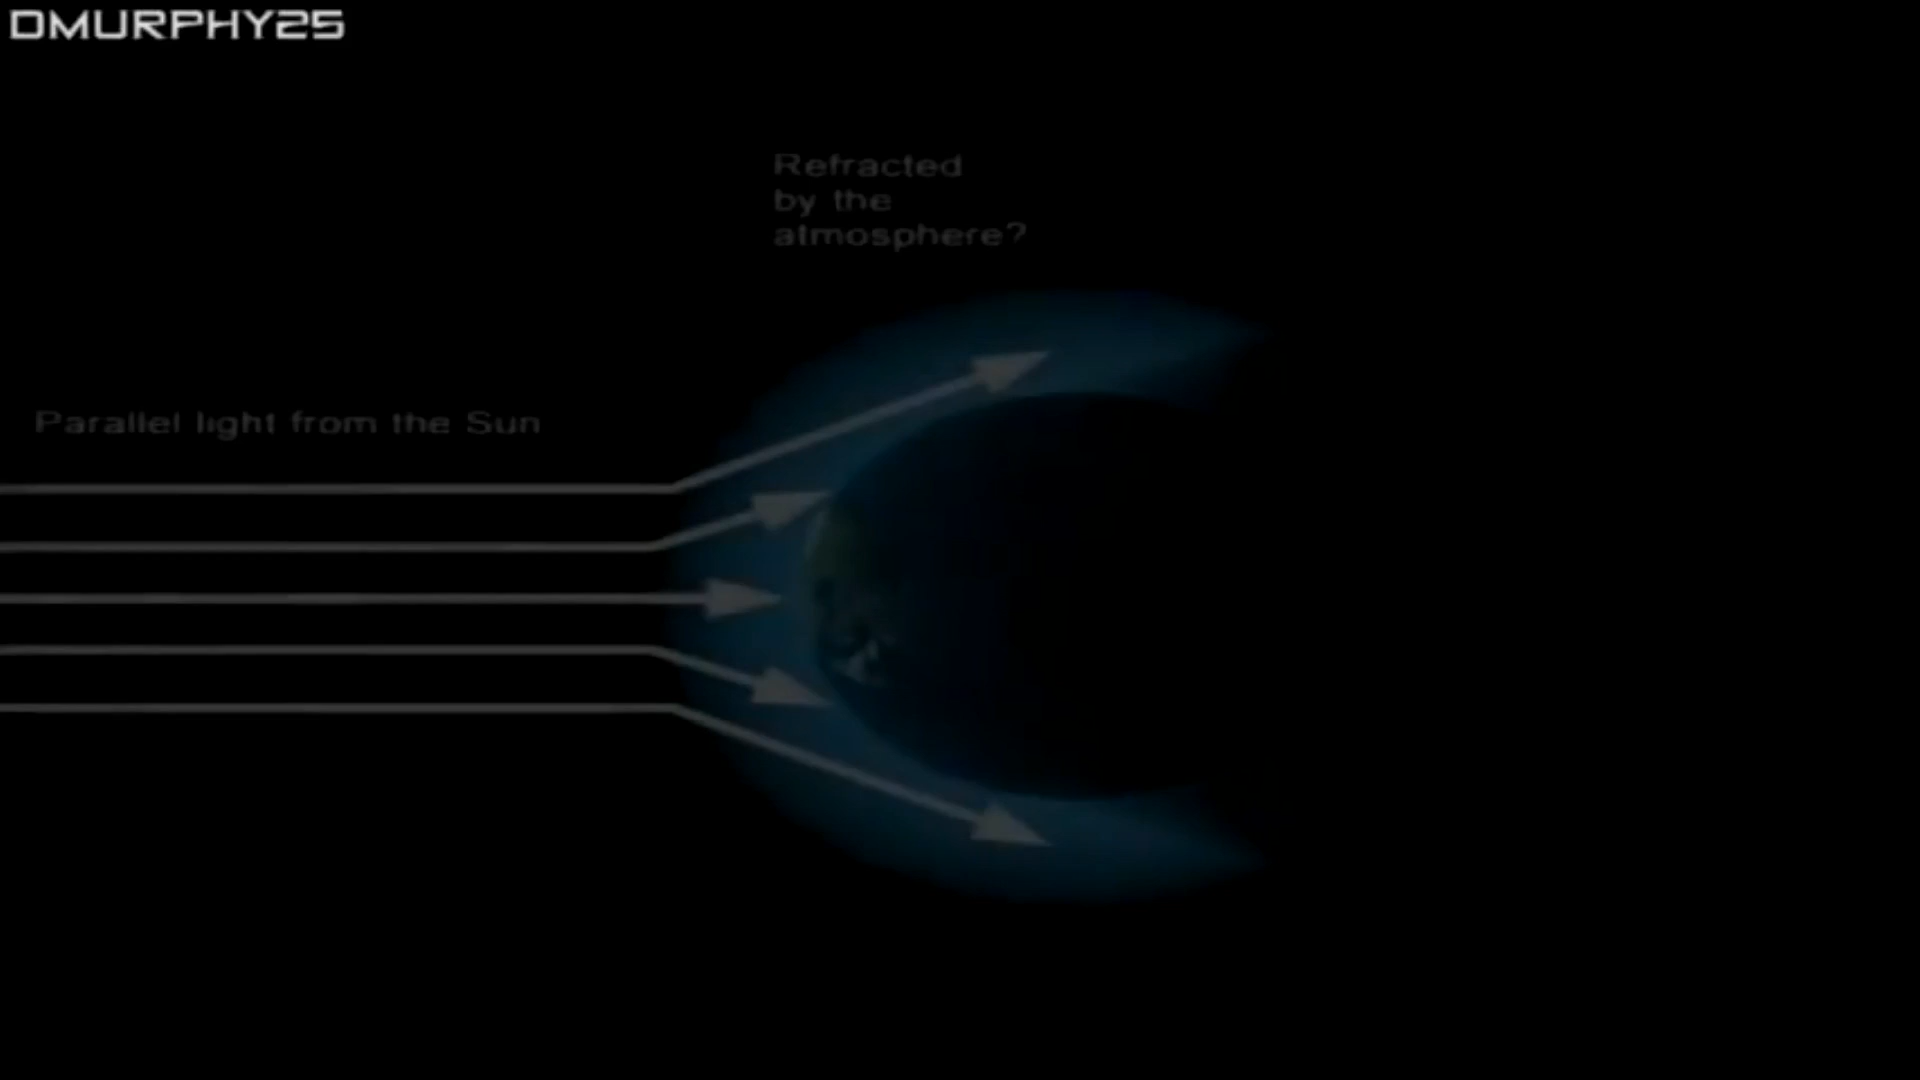 DMURPHY25
Refracted
by the
atmosphere?
Parallel light from the Sun